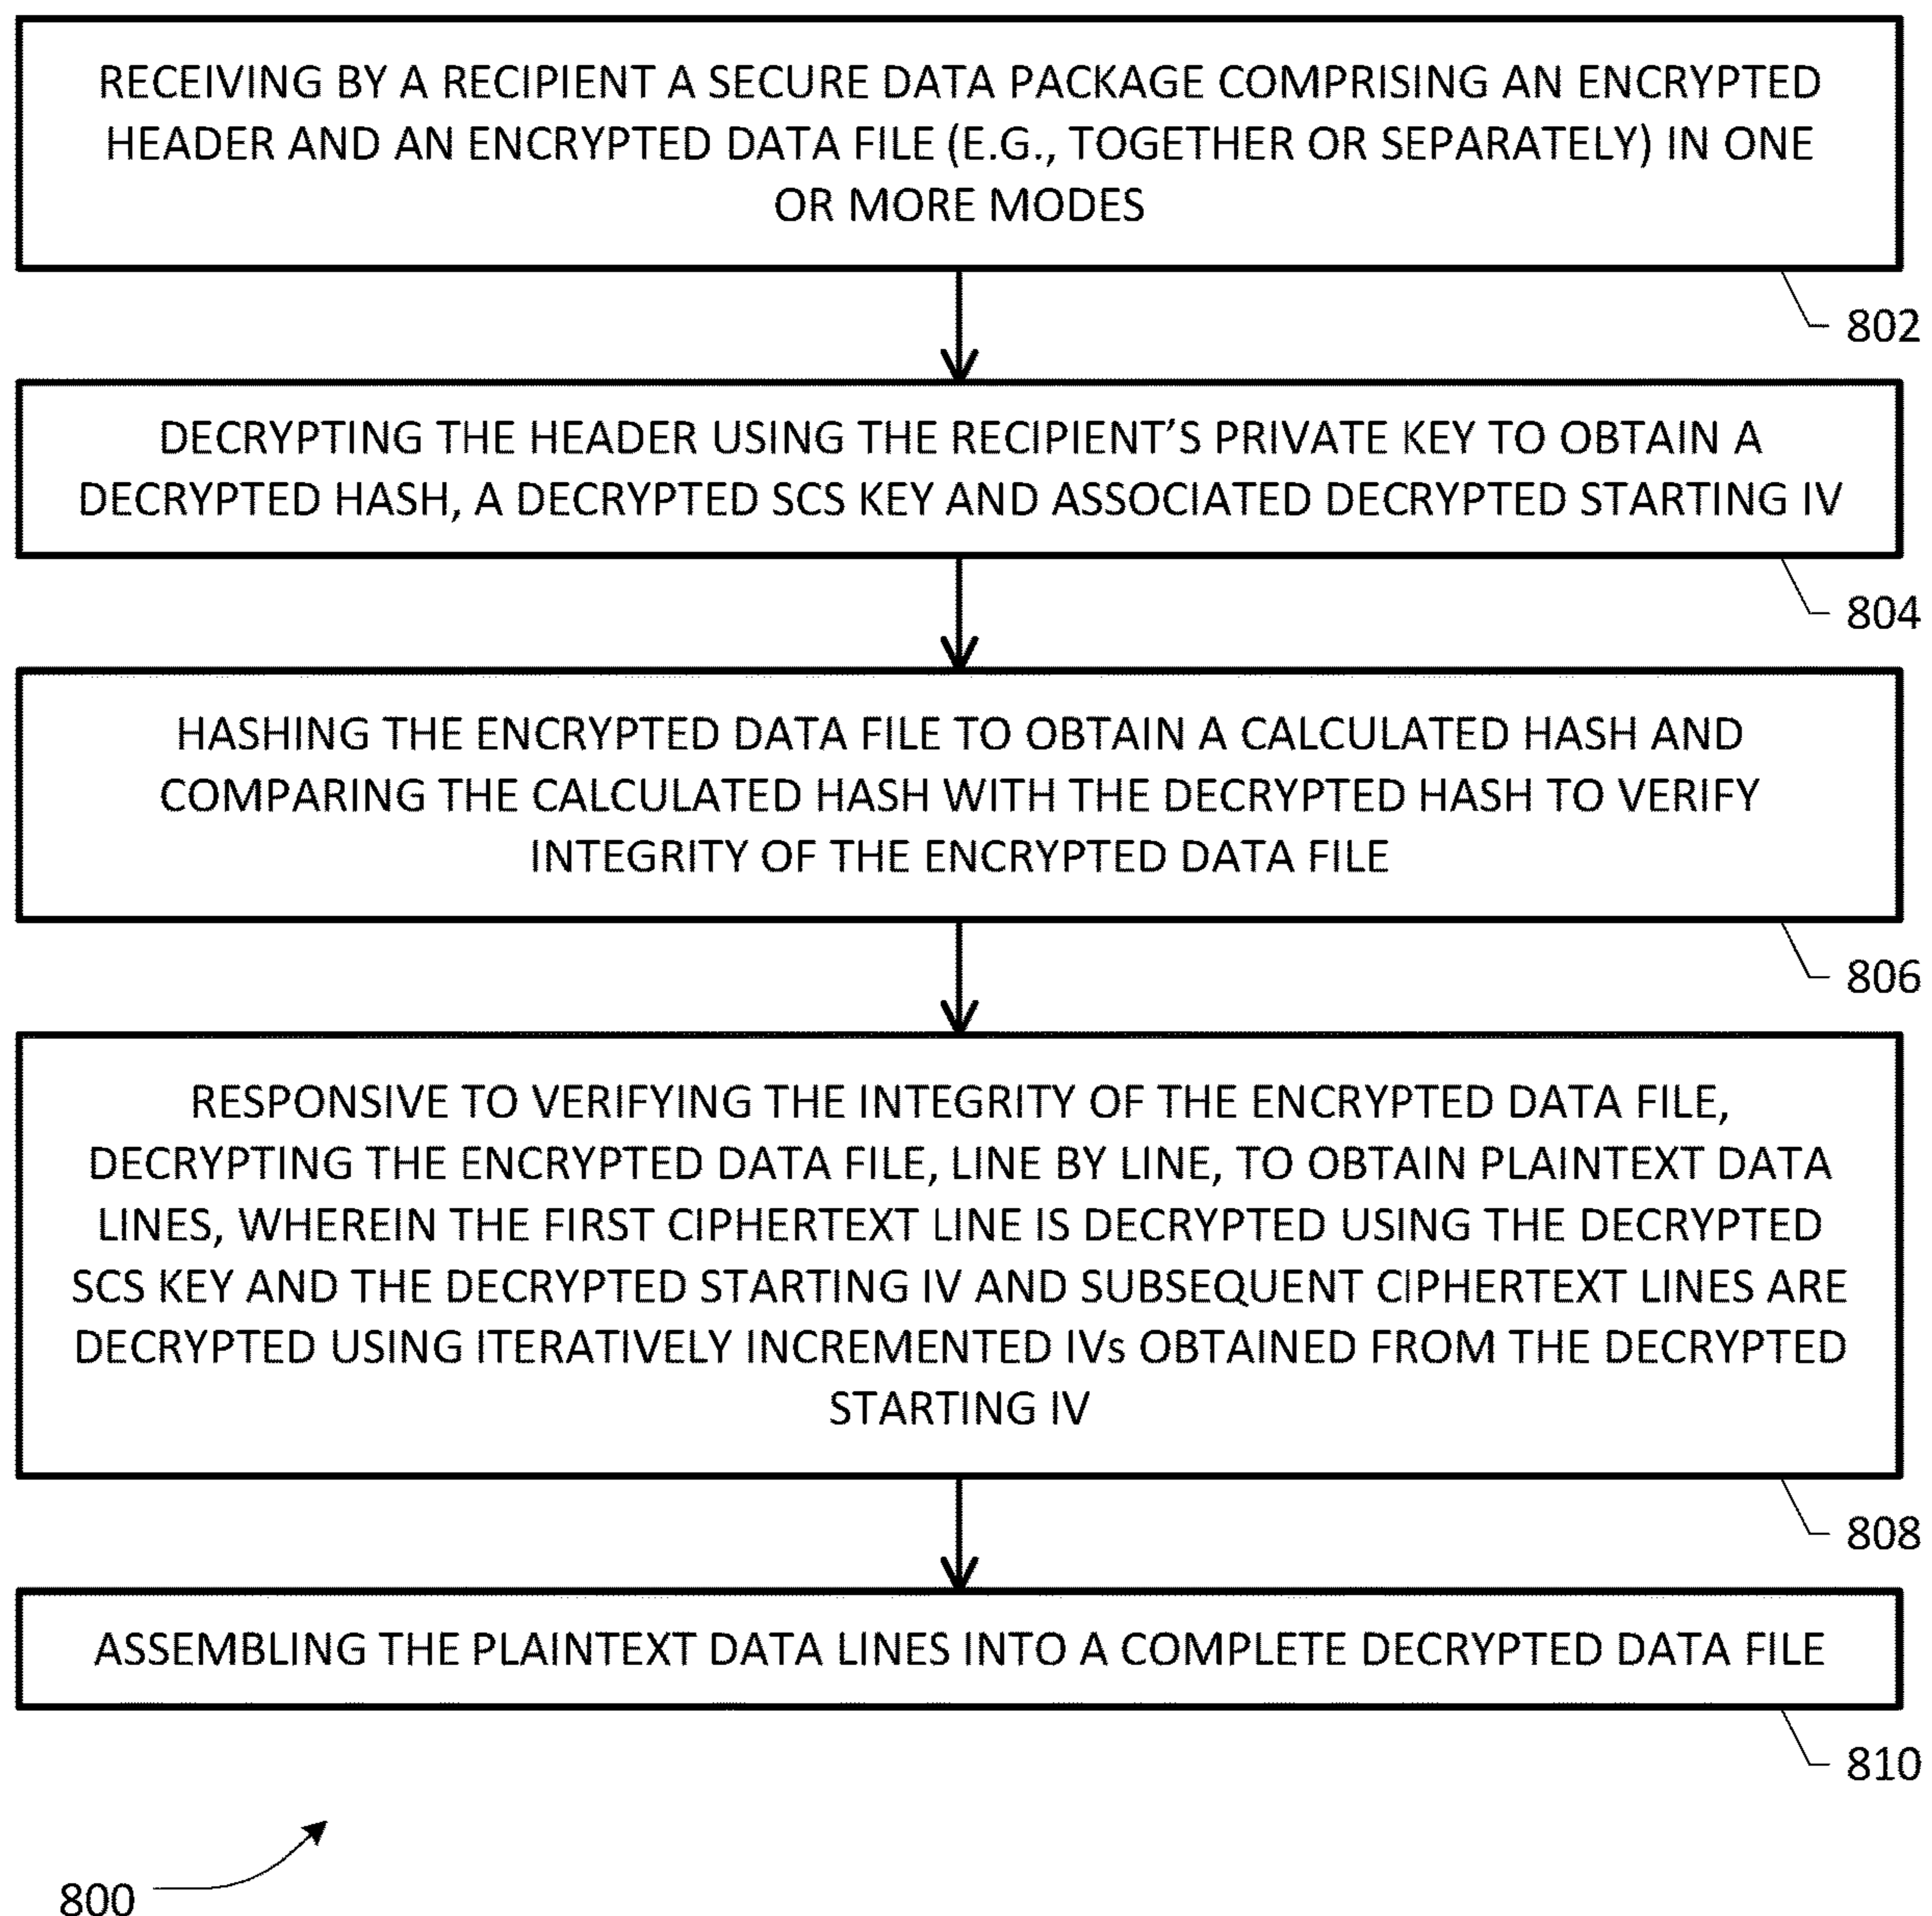 RECEIVING BY A RECIPIENT A SECURE DATA PACKAGE COMPRISING AN ENCRYPTED
HEADER AND AN ENCRYPTED DATA FILE (E.G., TOGETHER OR SEPARATELY) IN ONE
OR MORE MODES
802
DECRYPTING THE HEADER USING THE RECIPIENT’S PRIVATE KEY TO OBTAIN A
DECRYPTED HASH, A DECRYPTED SCS KEY AND ASSOCIATED DECRYPTED STARTING IV
804
HASHING THE ENCRYPTED DATA FILE TO OBTAIN A CALCULATED HASH AND
COMPARING THE CALCULATED HASH WITH THE DECRYPTED HASH TO VERIFY
INTEGRITY OF THE ENCRYPTED DATA FILE
806
RESPONSIVE TO VERIFYING THE INTEGRITY OF THE ENCRYPTED DATA FILE,
DECRYPTING THE ENCRYPTED DATA FILE, LINE BY LINE, TO OBTAIN PLAINTEXT DATA
LINES, WHEREIN THE FIRST CIPHERTEXT LINE IS DECRYPTED USING THE DECRYPTED
SCS KEY AND THE DECRYPTED STARTING IV AND SUBSEQUENT CIPHERTEXT LINES ARE
DECRYPTED USING ITERATIVELY INCREMENTED IVs OBTAINED FROM THE DECRYPTED
STARTING IV
808
ASSEMBLING THE PLAINTEXT DATA LINES INTO A COMPLETE DECRYPTED DATA FILE
810
800